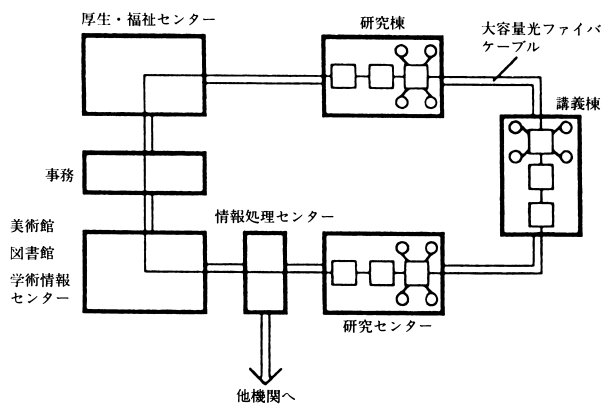 厚生・福祉センター
研究棟
大容量光ファイバ
ケーブル
講義棟
事務
美術館
図書館
学術情報
センター
情報処理センター
研究センター
他機関へ